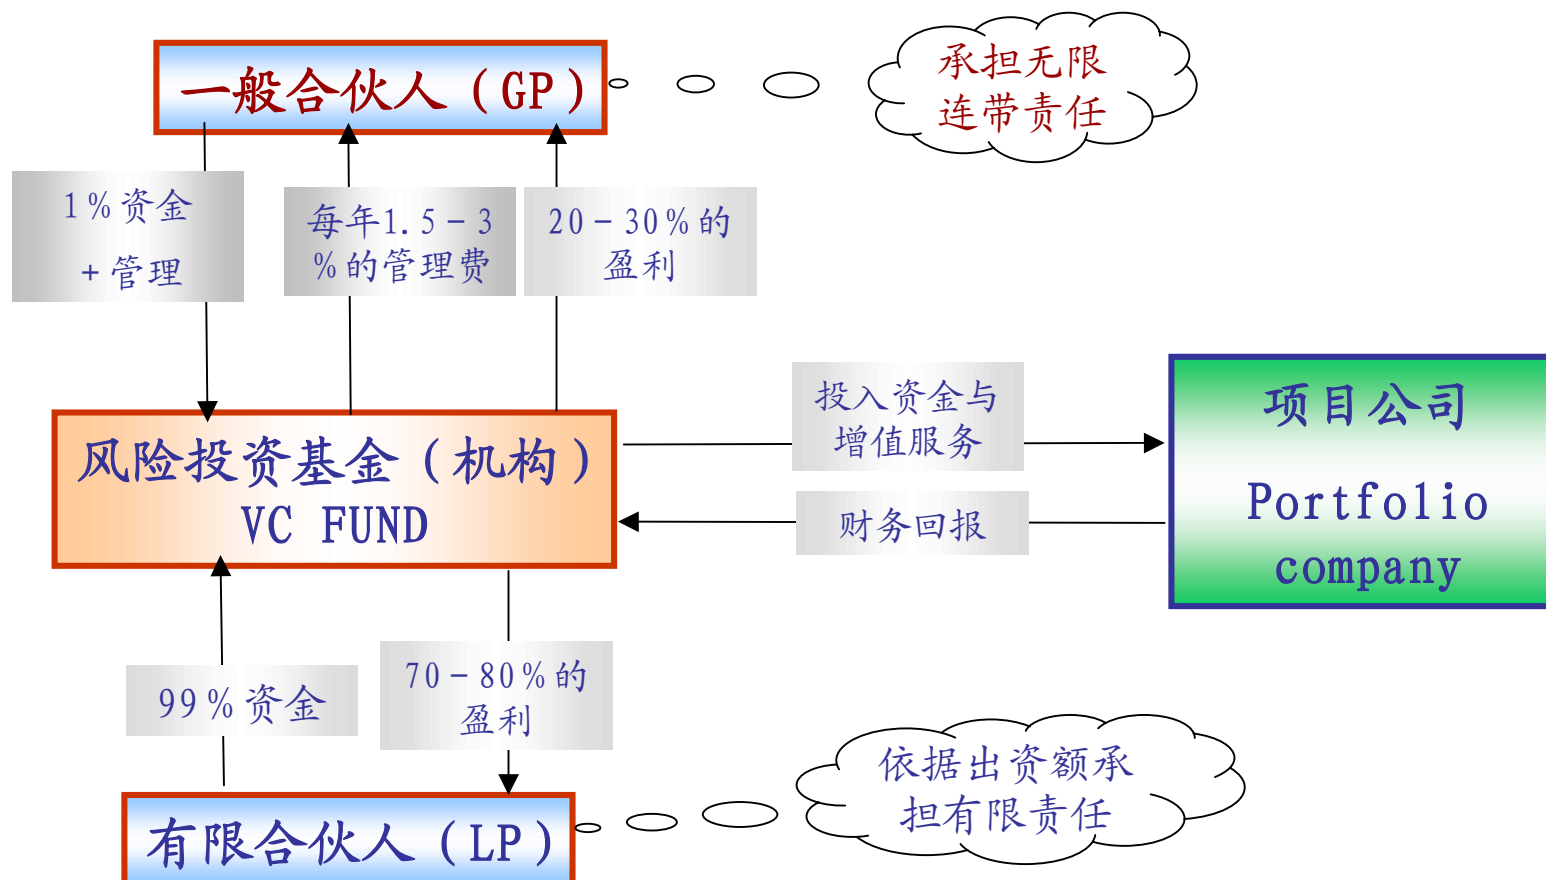 一般合伙人（GP）
承担无限
连带责任
1%资金
+管理
每年1.5-3
%的管理费
20-30%的
盈利
投入资金与
增值服务
项目公司
Portfolio
company
风险投资基金（机构）
VC FUND
财务回报
99%资金
70-80%的
盈利
依据出资额承
担有限责任
有限合伙人（LP）